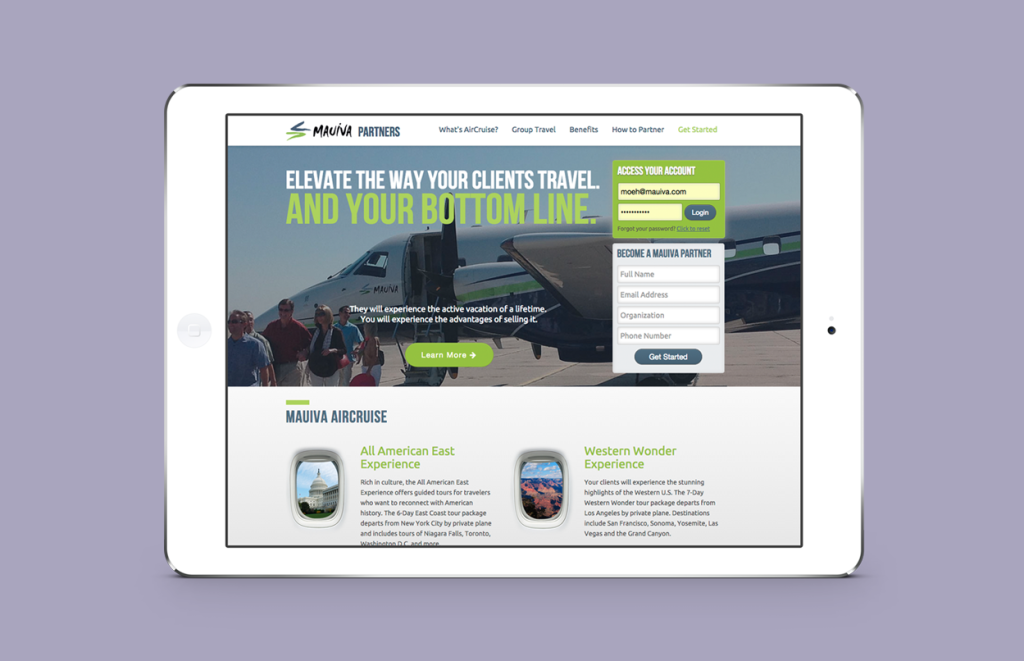 MAUIVA PARTNERS
What's AirCruise? Group Travel Benefits How to Partner Get Started
ELEVATE THE WAY YOUR CLIENTS TRAVEL.
AND YOUR BOTTOM LINE.
MAUIVA
They will experience the active vacation of a lifetime.
You will experience the advantages of selling it.
Learn More →
ACCESS YOUR ACCOUNT
moeh@mauiva.com
•••••••••••
Login
Forgot your password? Click to reset
BECOME A MAUIVA PARTNER
Full Name
Email Address
Organization
Phone Number
Get Started
MAUIVA AIRCRUISE
All American East
Experience
Rich in culture, the All American East
Experience offers guided tours for travelers
who want to reconnect with American
history. The 6-Day East Coast tour package
departs from New York City by private plane
and includes tours of Niagara Falls, Toronto,
Washington D.C. and more.
Western Wonder
Experience
Your clients will experience the stunning
highlights of the Western U.S. The 7-Day
Western Wonder tour package departs from
Los Angeles by private plane. Destinations
include San Francisco, Sonoma, Yosemite, Las
Vegas and the Grand Canyon.